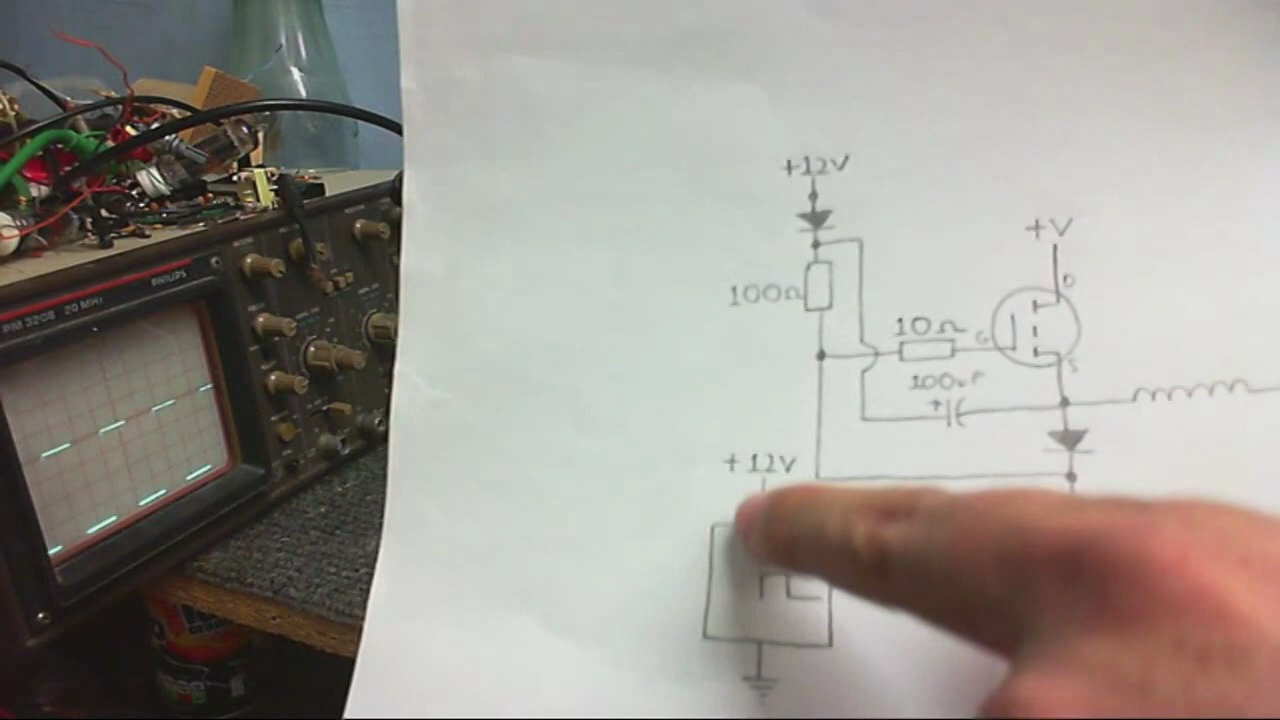 +12V
+V
D
100Ω
10Ω
G
S
100uF
+
+12V
PM 3208 20 MHz
PHILIPS